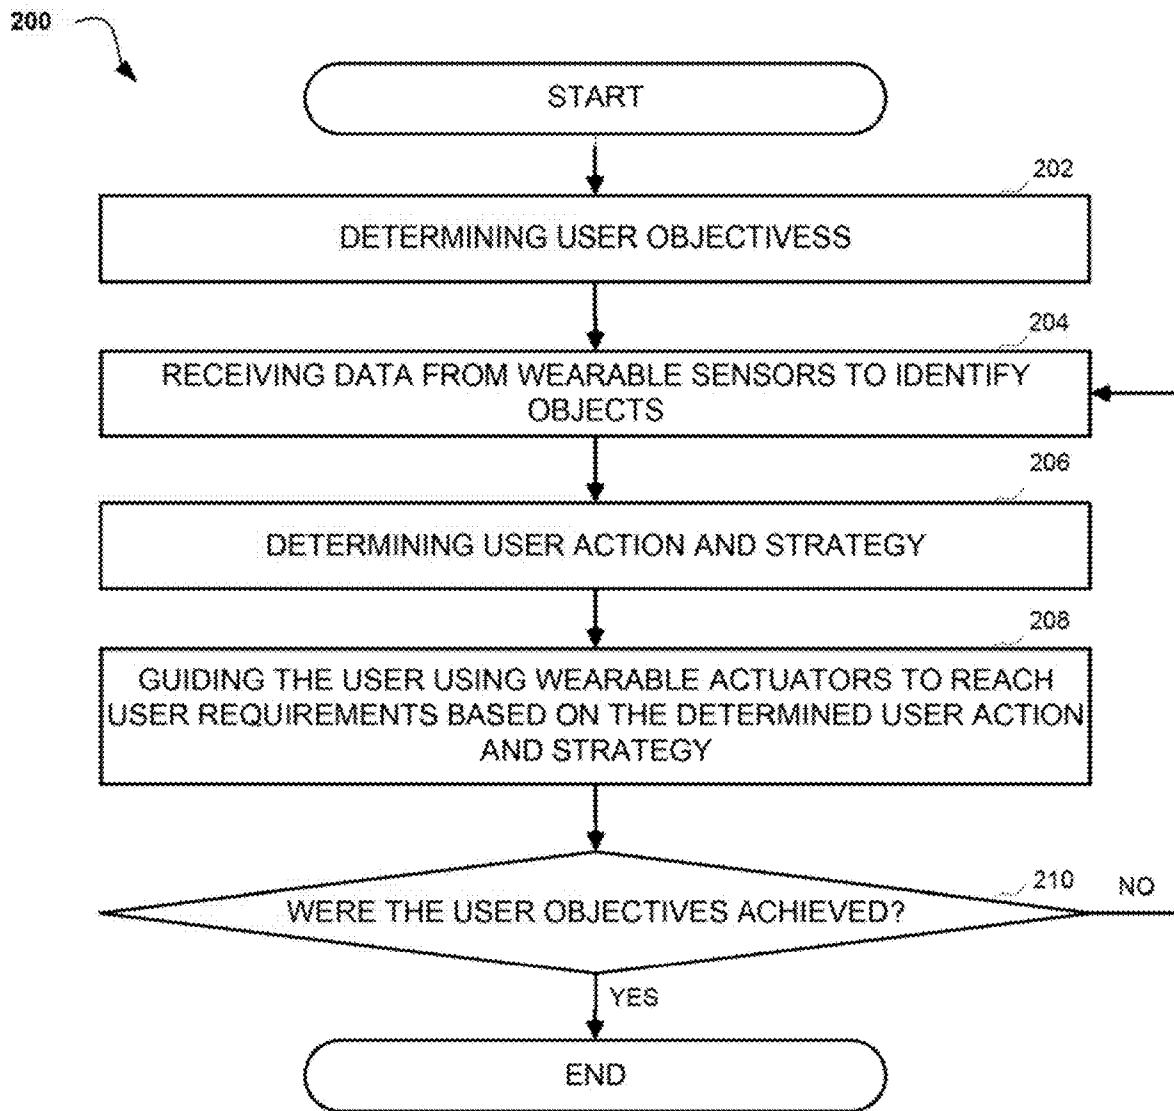 200
START
202
DETERMINING USER OBJECTIVESS
204
RECEIVING DATA FROM WEARABLE SENSORS TO IDENTIFY
OBJECTS
206
DETERMINING USER ACTION AND STRATEGY
208
GUIDING THE USER USING WEARABLE ACTUATORS TO REACH
USER REQUIREMENTS BASED ON THE DETERMINED USER ACTION
AND STRATEGY
210
NO
WERE THE USER OBJECTIVES ACHIEVED?
YES
END